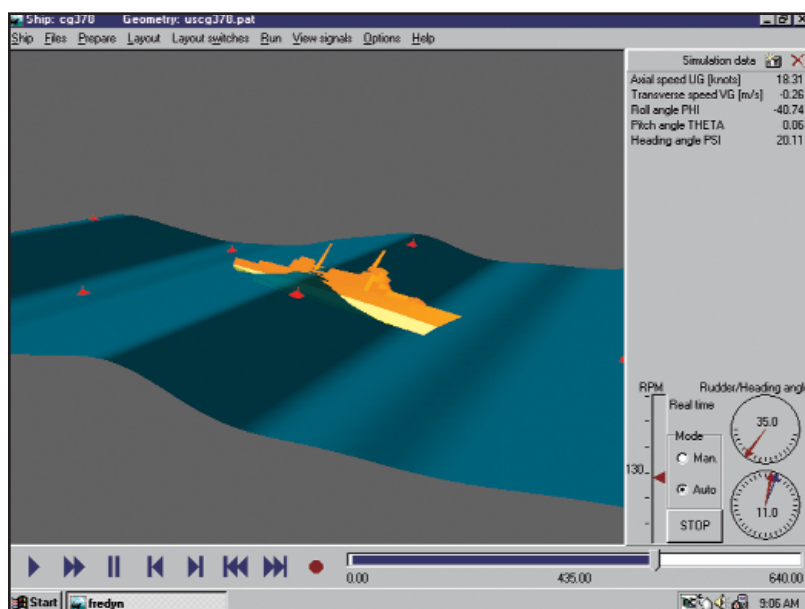 Ship: cg378 Geometry: uscg378.pat
Ship Files Prepare Layout Layout switches Run View signals Options Help
Simulation data
Axial speed UG [knots] 18.31
Transverse speed VG [m/s] -0.26
Roll angle PHI -40.74
Pitch angle THETA 0.06
Heading angle PSI 20.11
RPM Rudder/Heading angle
Real time
35.0
Mode
Man.
130
Auto
11.0
STOP
0.00 435.00 640.00
Start fredyn 9:06 AM